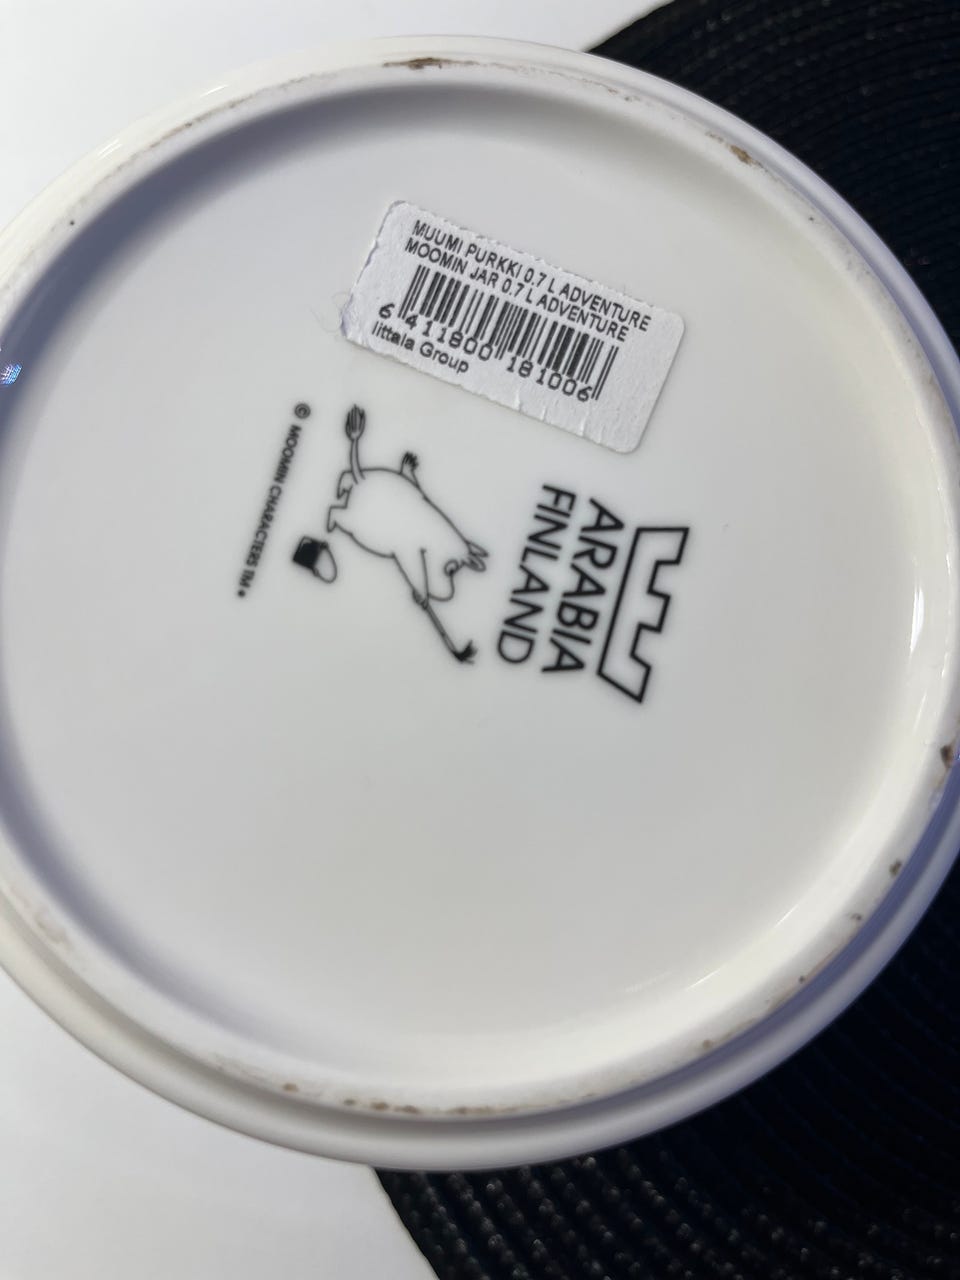 MUUMI PURKKI 0.7 L ADVENTURE
MOOMIN JAR 0.7 L ADVENTURE
6 411800 181006
Iittala Group
ARABIA
FINLAND
© MOOMIN CHARACTERS TM